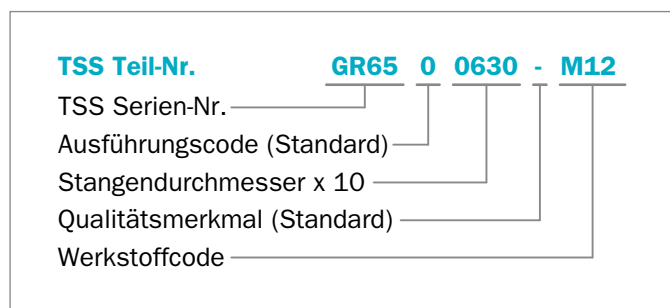 TSS Teil-Nr. GR65 0 0630 - M12
TSS Serien-Nr.
Ausführungscode (Standard)
Stangendurchmesser x 10
Qualitätsmerkmal (Standard)
Werkstoffcode